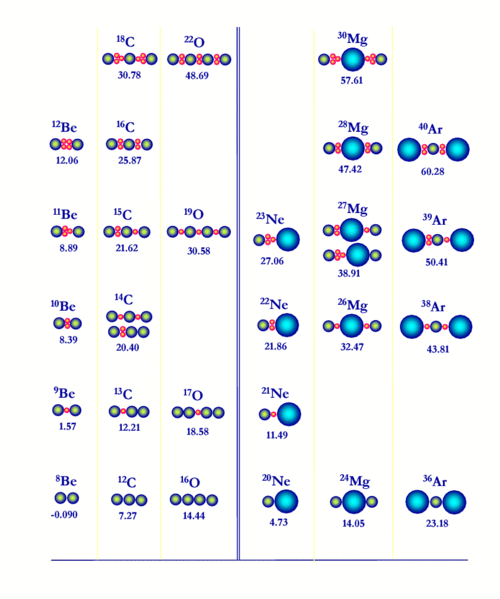 18C 22O 30Mg
30.78 48.69 57.61
12Be 16C 28Mg 40Ar
12.06 25.87 47.42 60.28
11Be 15C 19O 23Ne 27Mg 39Ar
8.89 21.62 30.58 27.06 38.91 50.41
10Be 14C 22Ne 26Mg 38Ar
8.39 20.40 21.86 32.47 43.81
9Be 13C 17O 21Ne
1.57 12.21 18.58 11.49
8Be 12C 16O 20Ne 24Mg 36Ar
-0.090 7.27 14.44 4.73 14.05 23.18